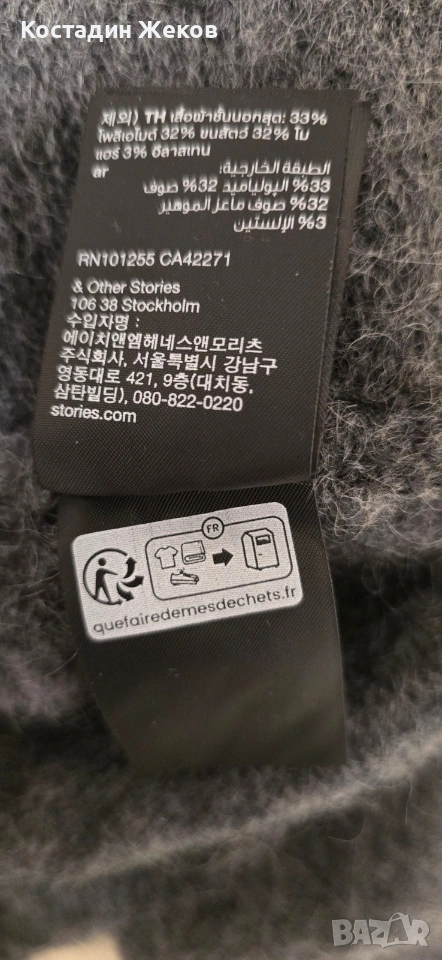 Костадин Жеков
제외) TH เสื้อผ้าชั้นนอกสุด: 33%
โพลิเอไมด์ 32% ขนสัตว์ 32% โม
แฮร์ 3% อีลาสเทน
الطبقة الخارجية:
ar
33% البولياميد 32% صوف
32% صوف ماعز الموهير
3% الإلستين
RN101255 CA42271
& Other Stories
106 38 Stockholm
수입자명 :
에이치앤엠헤네스앤모리츠
주식회사, 서울특별시 강남구
영동대로 421, 9층(대치동,
삼탄빌딩), 080-822-0220
stories.com
FR
quefairedemesdechets.fr
BAZAR